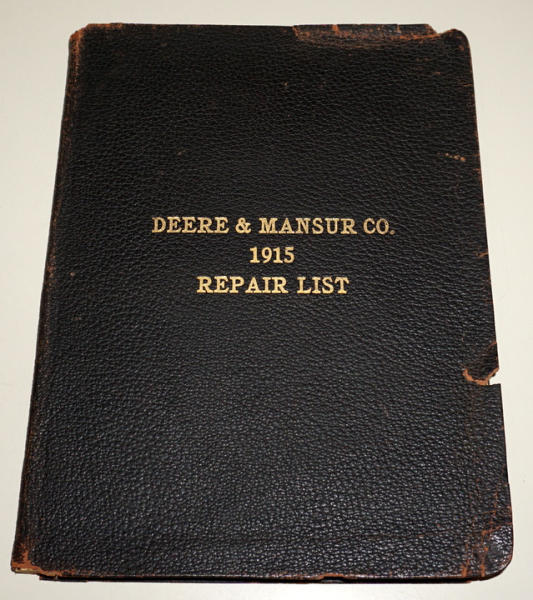 DEERE & MANSUR CO.
1915
REPAIR LIST